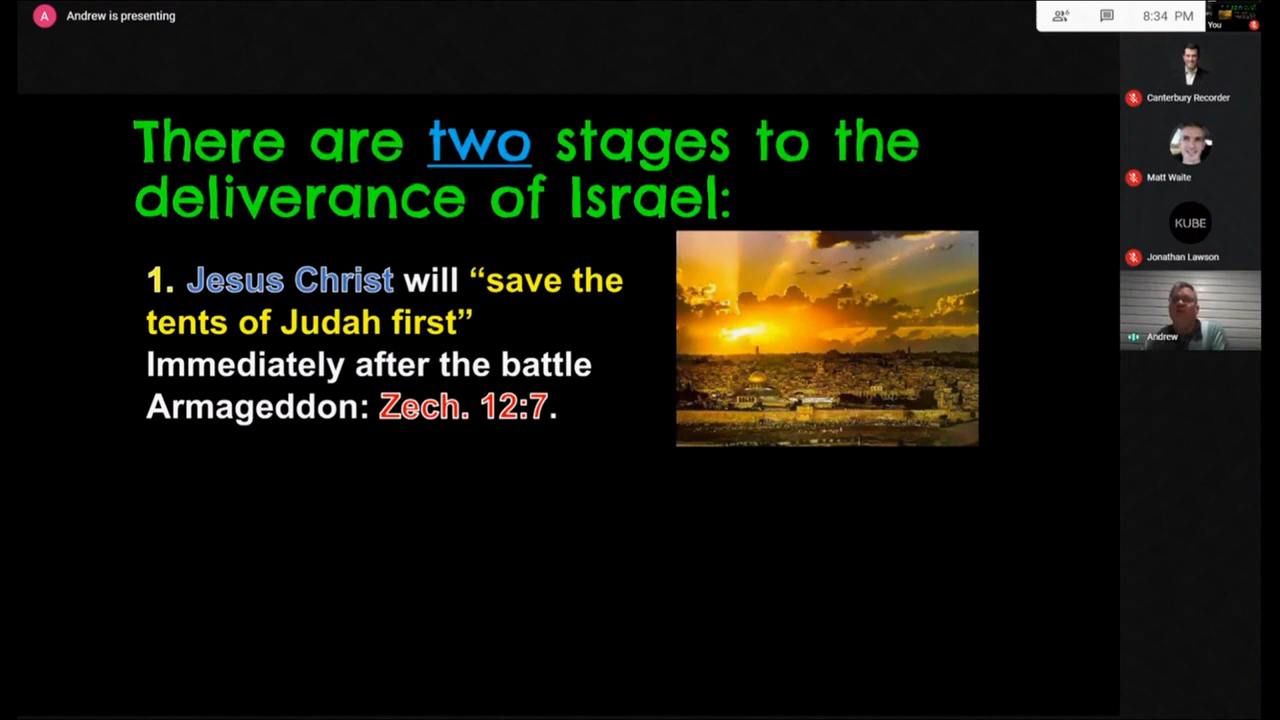 A
Andrew is presenting
6
8:34 PM
You
Canterbury Recorder
Matt Waite
KUBE
Jonathan Lawson
Andrew
There are two stages to the
deliverance of Israel:
1. Jesus Christ will “save the
tents of Judah first”
Immediately after the battle
Armageddon: Zech. 12:7.